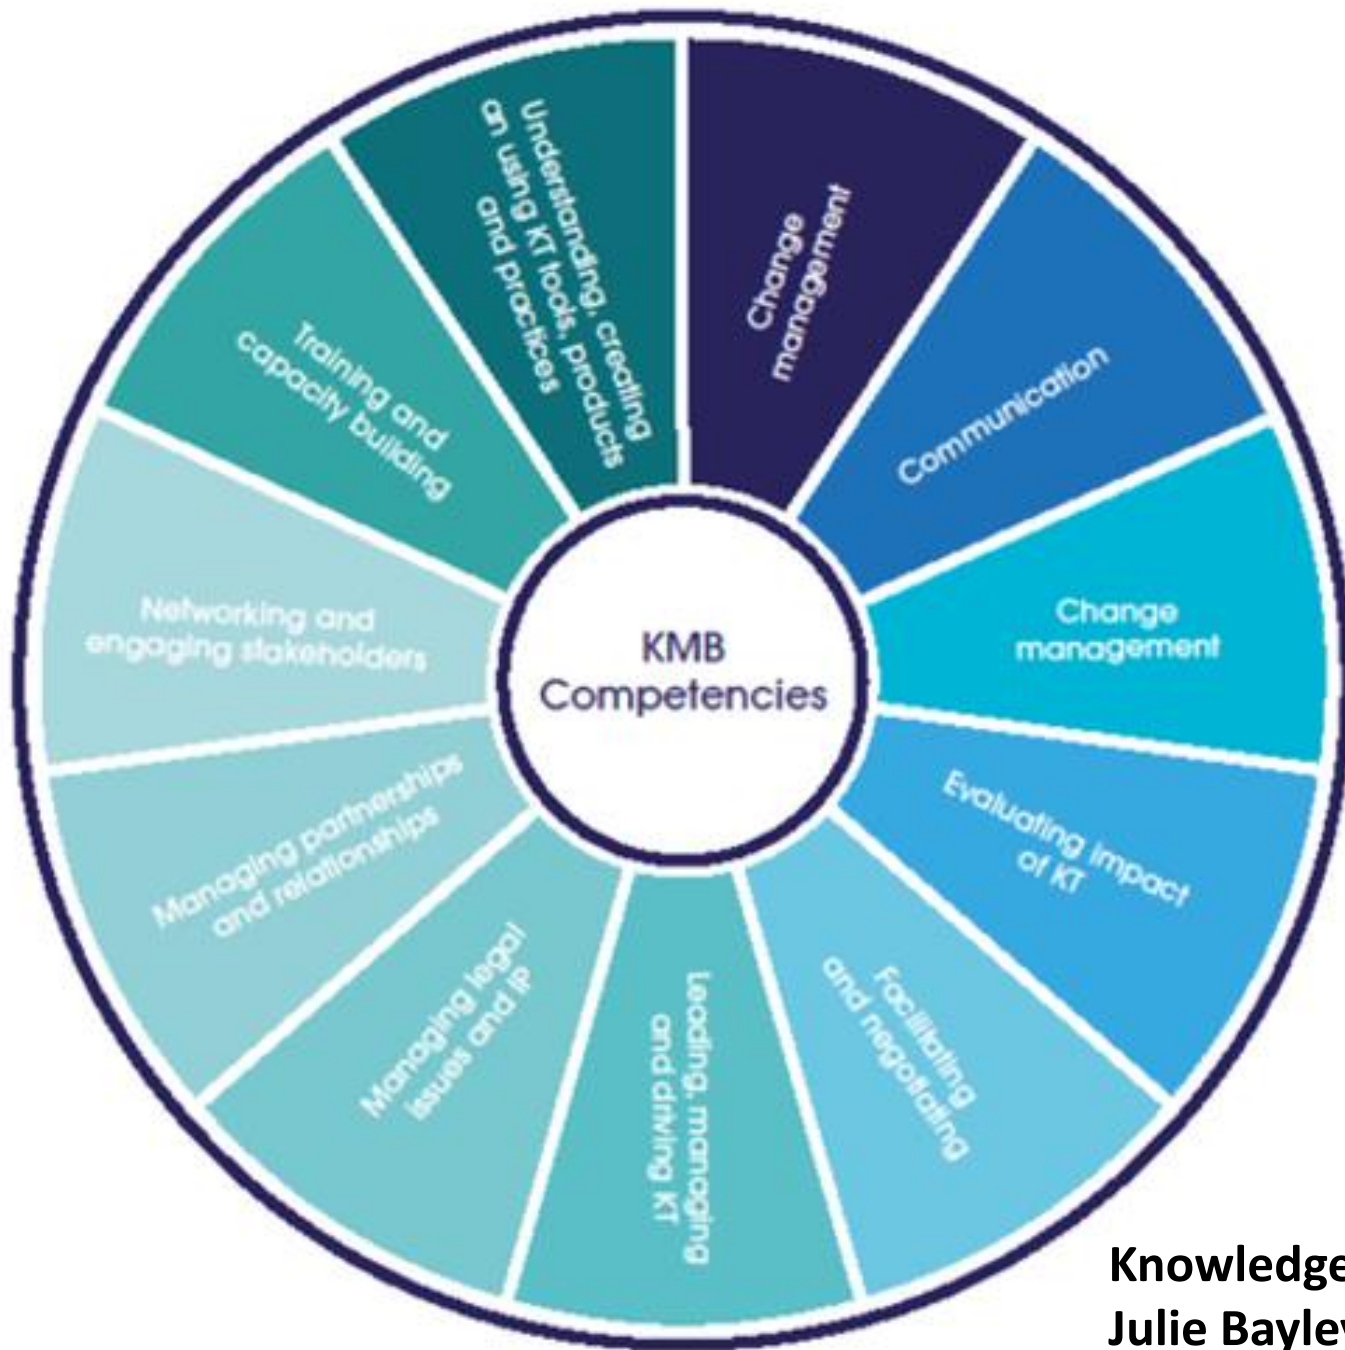 Change
management
Communication
Change
management
Evaluating impact
of KT
Facilitating
and negotiating
Leading, managing
and driving KT
Managing legal
issues and IP
Managing partnerships
and relationships
Networking and
engaging stakeholders
Training and
capacity building
Understanding, creating
an using KT tools, products
and practices
KMB
Competencies
Knowledge
Julie Bayley